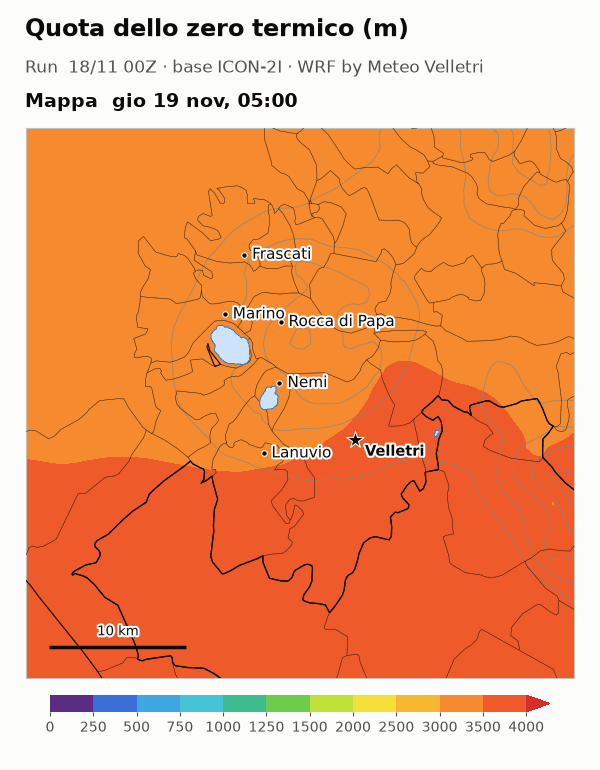 Quota dello zero termico (m)
Run  18/11 00Z · base ICON-2I · WRF by Meteo Velletri
Mappa  gio 19 nov, 05:00
Frascati
Marino
Rocca di Papa
Nemi
Velletri
Lanuvio
10 km
0 250 500 750 1000 1250 1500 2000 2500 3000 3500 4000